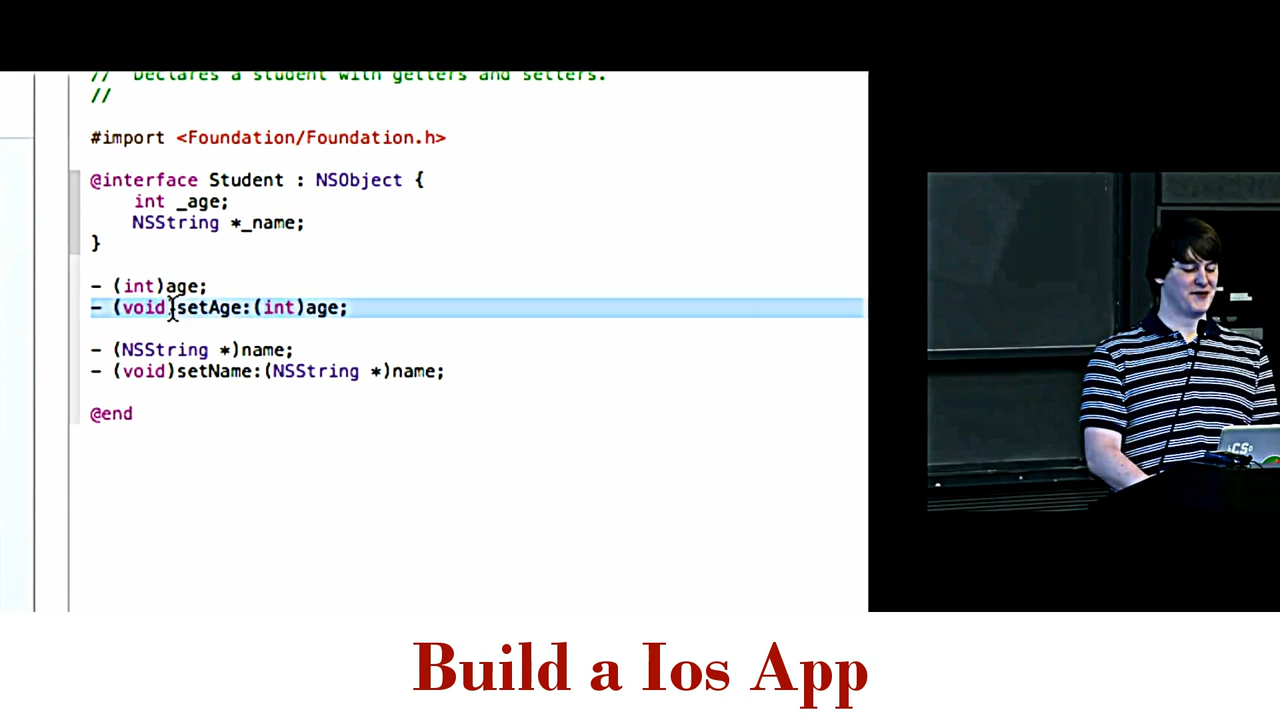 // Declares a student with getters and setters.
//
#import <Foundation/Foundation.h>
@interface Student : NSObject {
int _age;
NSString *_name;
}
- (int)age;
- (void)setAge:(int)age;
- (NSString *)name;
- (void)setName:(NSString *)name;
@end
Build a Ios App